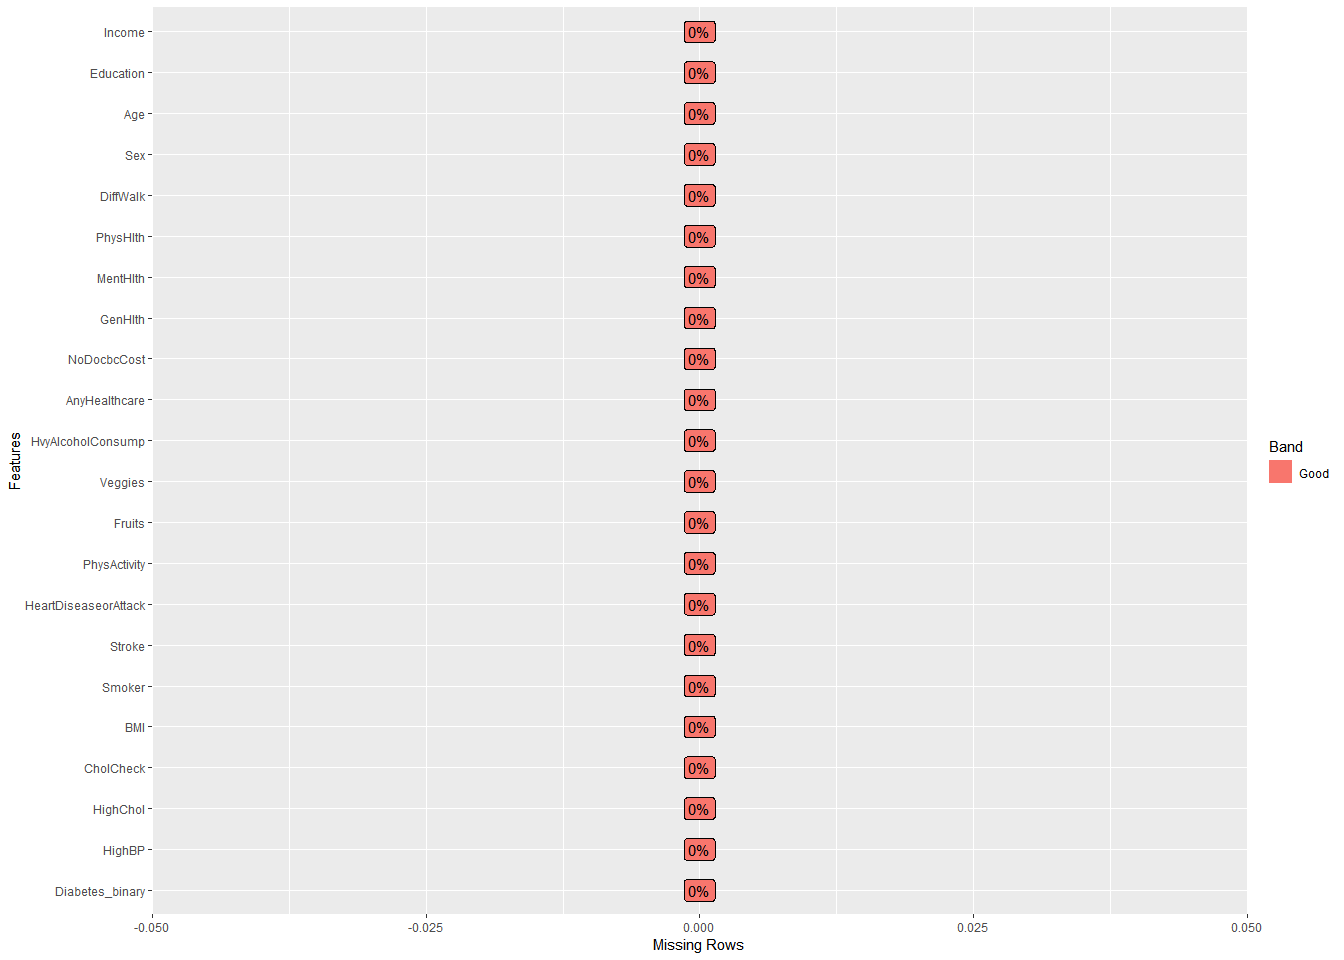 Income 0%
Education 0%
Age 0%
Sex 0%
DiffWalk 0%
PhysHlth 0%
MentHlth 0%
GenHlth 0%
NoDocbcCost 0%
AnyHealthcare 0%
HvyAlcoholConsump 0%
Veggies 0%
Fruits 0%
PhysActivity 0%
HeartDiseaseorAttack 0%
Stroke 0%
Smoker 0%
BMI 0%
CholCheck 0%
HighChol 0%
HighBP 0%
Diabetes_binary 0%
Features
-0.050 -0.025 0.000 0.025 0.050
Missing Rows
Band
Good